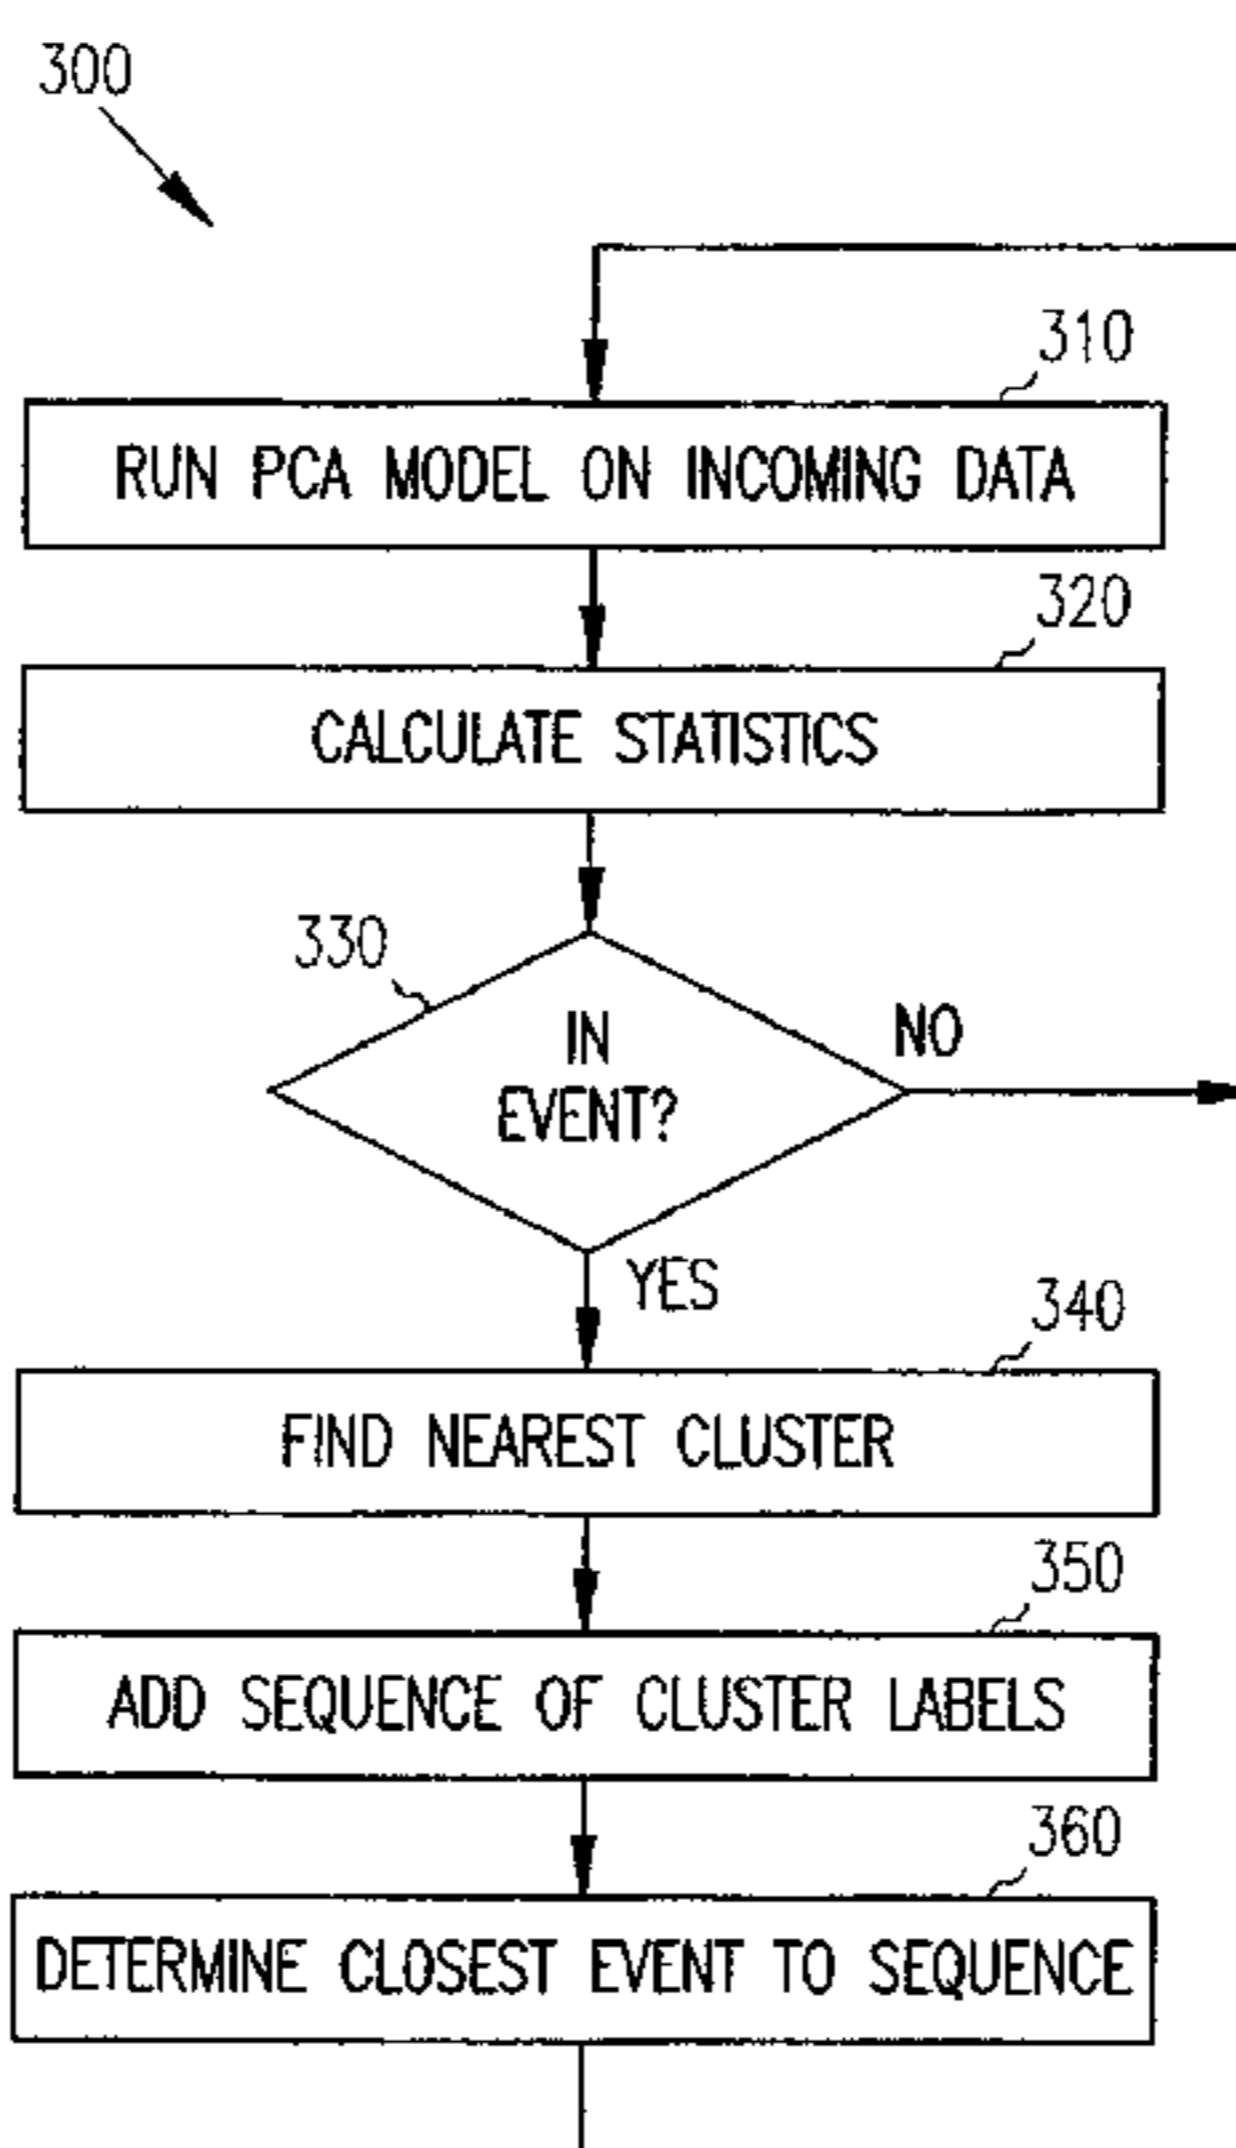 300
310
RUN PCA MODEL ON INCOMING DATA
320
CALCULATE STATISTICS
330
IN
EVENT?
NO
YES
340
FIND NEAREST CLUSTER
350
ADD SEQUENCE OF CLUSTER LABELS
360
DETERMINE CLOSEST EVENT TO SEQUENCE